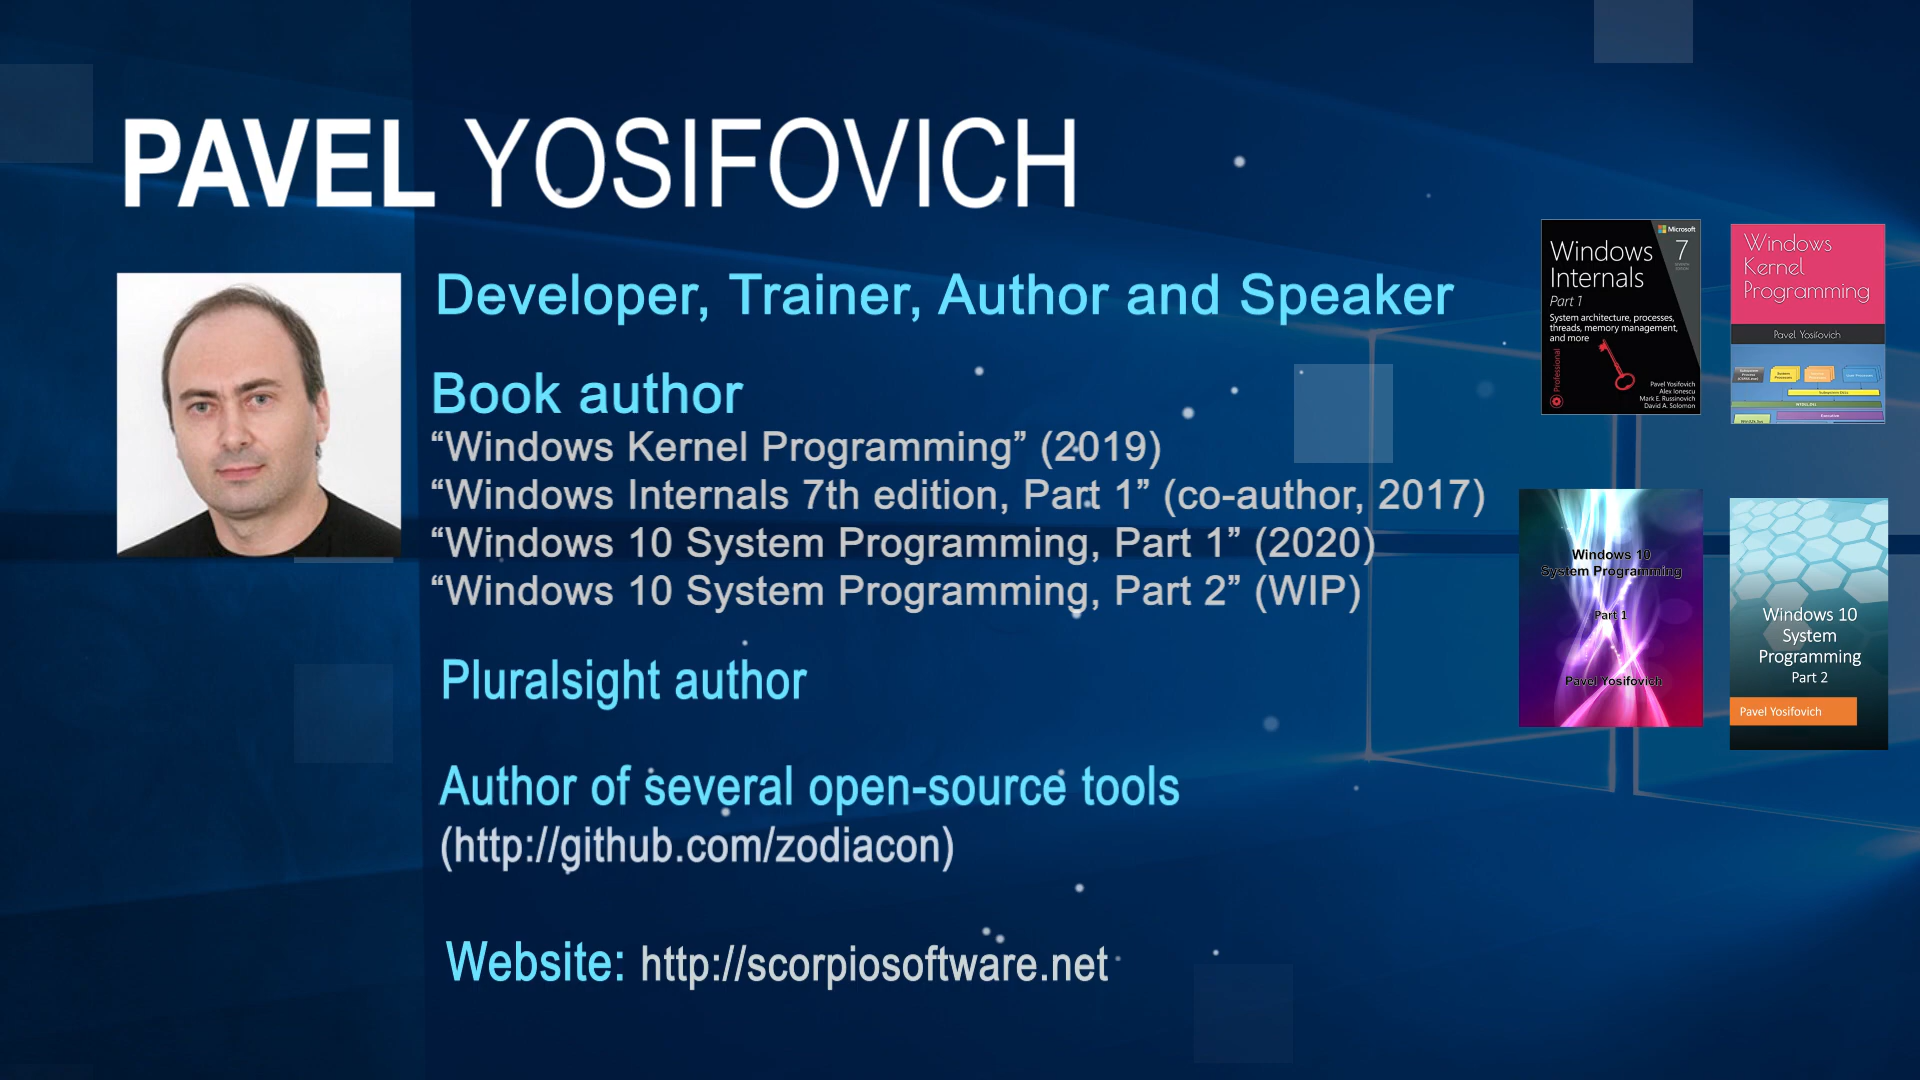 PAVEL YOSIFOVICH
Developer, Trainer, Author and Speaker
Book author
“Windows Kernel Programming” (2019)
“Windows Internals 7th edition, Part 1” (co-author, 2017)
“Windows 10 System Programming, Part 1” (2020)
“Windows 10 System Programming, Part 2” (WIP)
Pluralsight author
Author of several open-source tools
(http://github.com/zodiacon)
Website: http://scorpiosoftware.net
Microsoft
Windows
Internals
7
Part 1
System architecture, processes,
threads, memory management,
and more
Professional
Pavel Yosifovich
Alex Ionescu
Mark E. Russinovich
David A. Solomon
Windows
Kernel
Programming
Pavel Yosifovich
Windows 10
System Programming
Part 1
Pavel Yosifovich
Windows 10
System
Programming
Part 2
Pavel Yosifovich